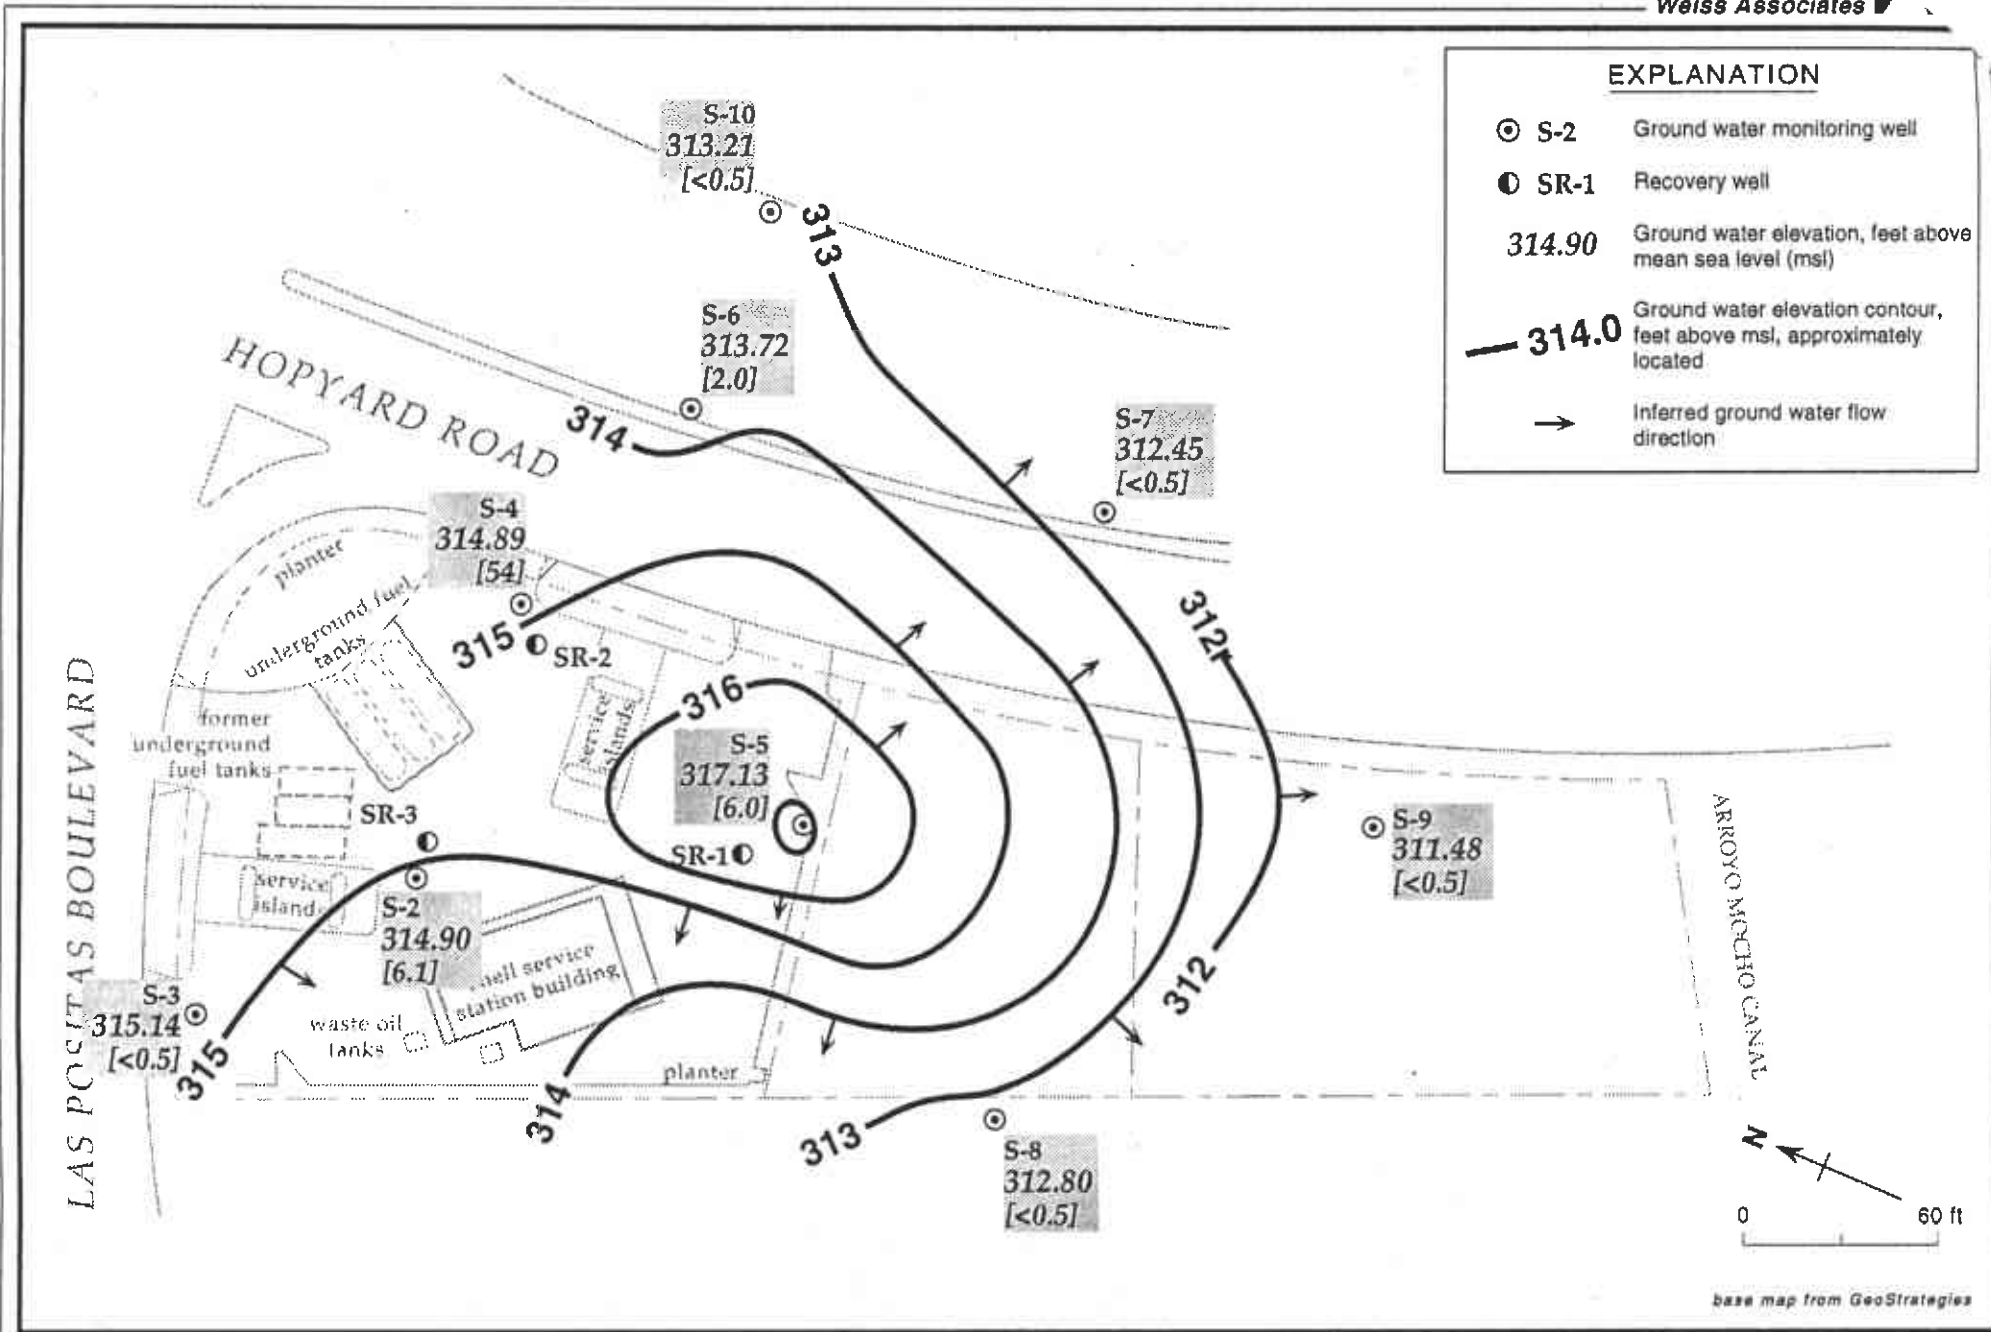 Weiss Associates
EXPLANATION
S-2 Ground water monitoring well
SR-1 Recovery well
314.90 Ground water elevation, feet above
mean sea level (msl)
314.0 Ground water elevation contour,
feet above msl, approximately
located
Inferred ground water flow
direction
S-10
313.21
[<0.5]
313
S-6
313.72
[2.0]
HOPYARD ROAD
314
S-7
312.45
[<0.5]
S-4
314.89
[54]
planter
underground fuel
tanks
315
SR-2
312
316
service
islands
former
underground
fuel tanks
S-5
317.13
[6.0]
SR-3
SR-1
S-9
311.48
[<0.5]
service
island
S-2
314.90
[6.1]
station building
service
312
S-3
315.14
[<0.5]
315
waste oil
tanks
planter
314
313
S-8
312.80
[<0.5]
LAS POSITAS BOULEVARD
ARROYO MOCHO CANAL
N
0 60 ft
base map from GeoStrategies